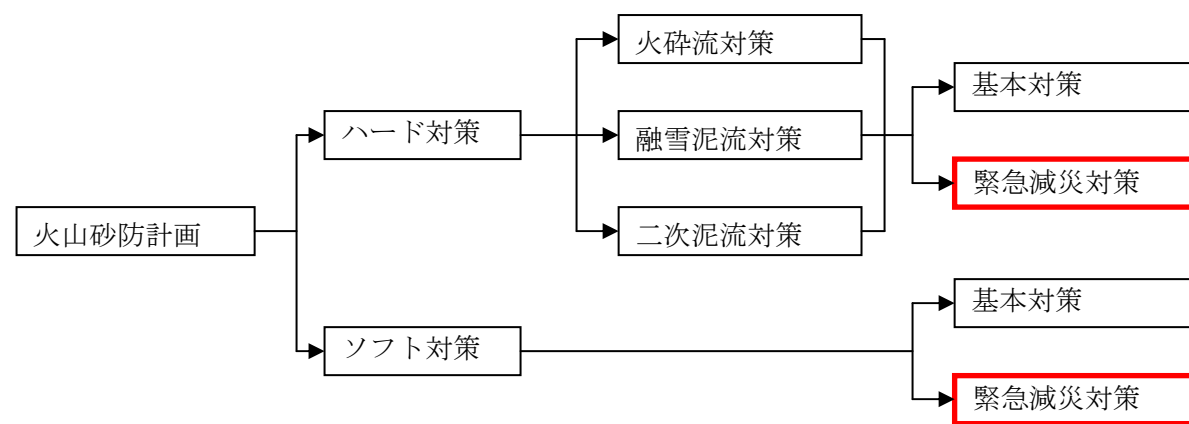 火山砂防計画
ハード対策
火砕流対策
融雪泥流対策
二次泥流対策
基本対策
緊急減災対策
ソフト対策
基本対策
緊急減災対策